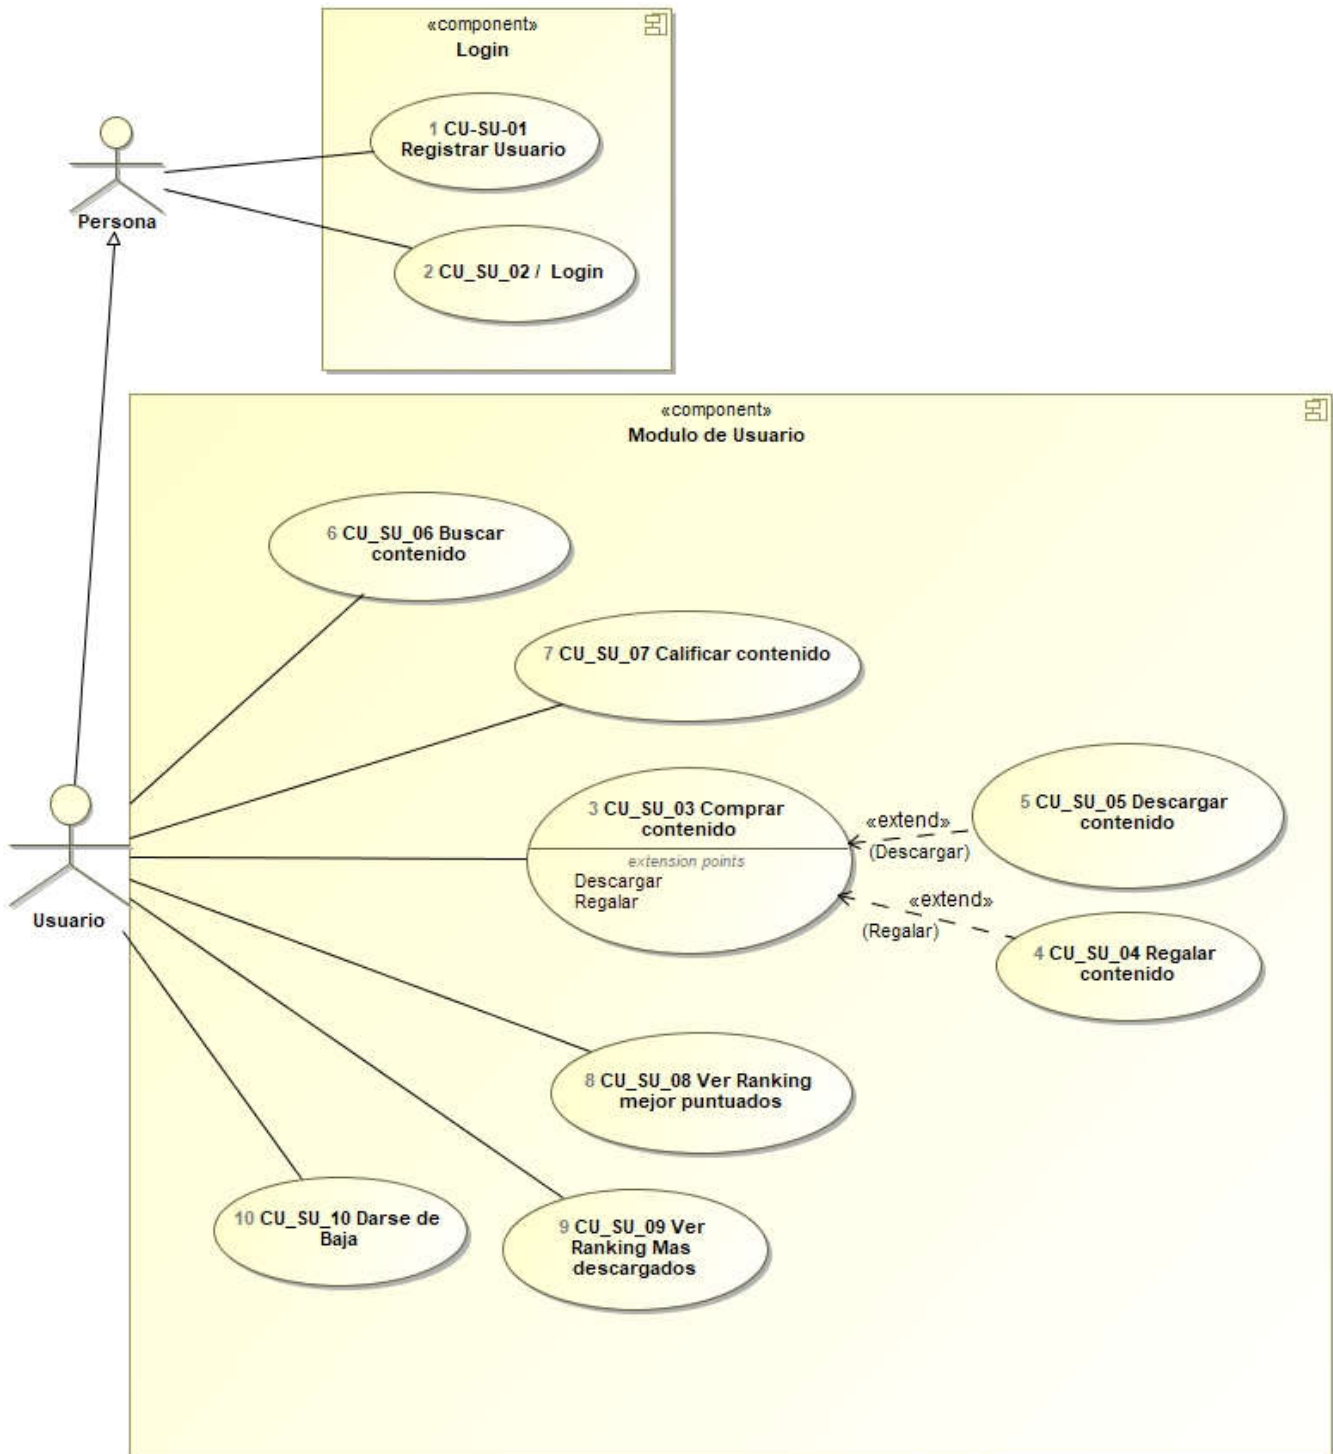 «component»
Login
1 CU-SU-01
Registrar Usuario
Persona
2 CU_SU_02 /  Login
«component»
Modulo de Usuario
6 CU_SU_06 Buscar
contenido
7 CU_SU_07 Calificar contenido
3 CU_SU_03 Comprar
contenido
extension points
Descargar
Regalar
«extend»
(Descargar)
5 CU_SU_05 Descargar
contenido
«extend»
(Regalar)
4 CU_SU_04 Regalar
contenido
Usuario
8 CU_SU_08 Ver Ranking
mejor puntuados
10 CU_SU_10 Darse de
Baja
9 CU_SU_09 Ver
Ranking Mas
descargados